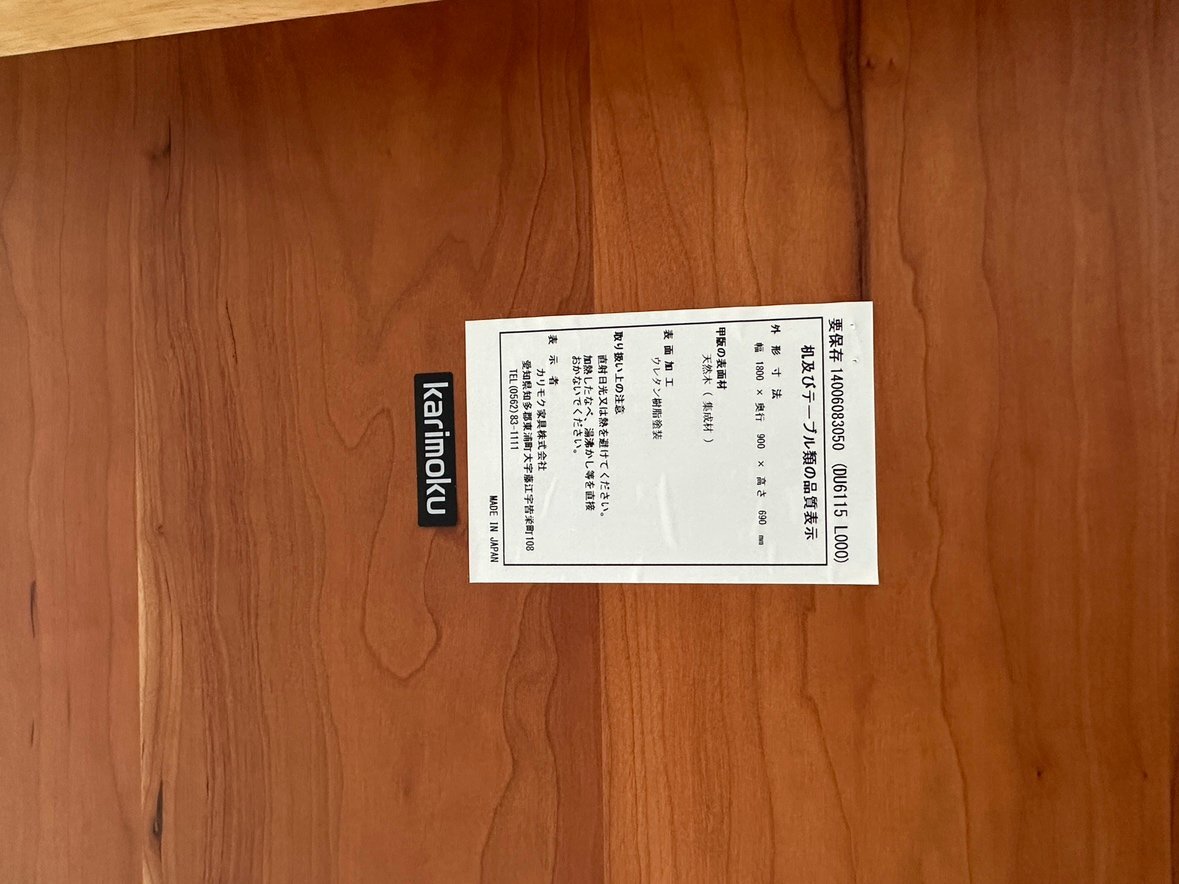 要保存 14006083050 (DU6115 L000)
机及びテーブル類の品質表示
外形寸法
幅 1800 × 奥行 900 × 高さ 690 mm
甲版の表面材
天然木 ( 集成材 )
表面加工
ウレタン樹脂塗装
取り扱い上の注意
直射日光又は熱を避けてください。
加熱したなべ、湯沸かし等を直接
おかないでください。
表示者
カリモク家具株式会社
愛知県知多郡東浦町大字藤江字皆栄町108
TEL(0562)83-1111
MADE IN JAPAN
karimoku